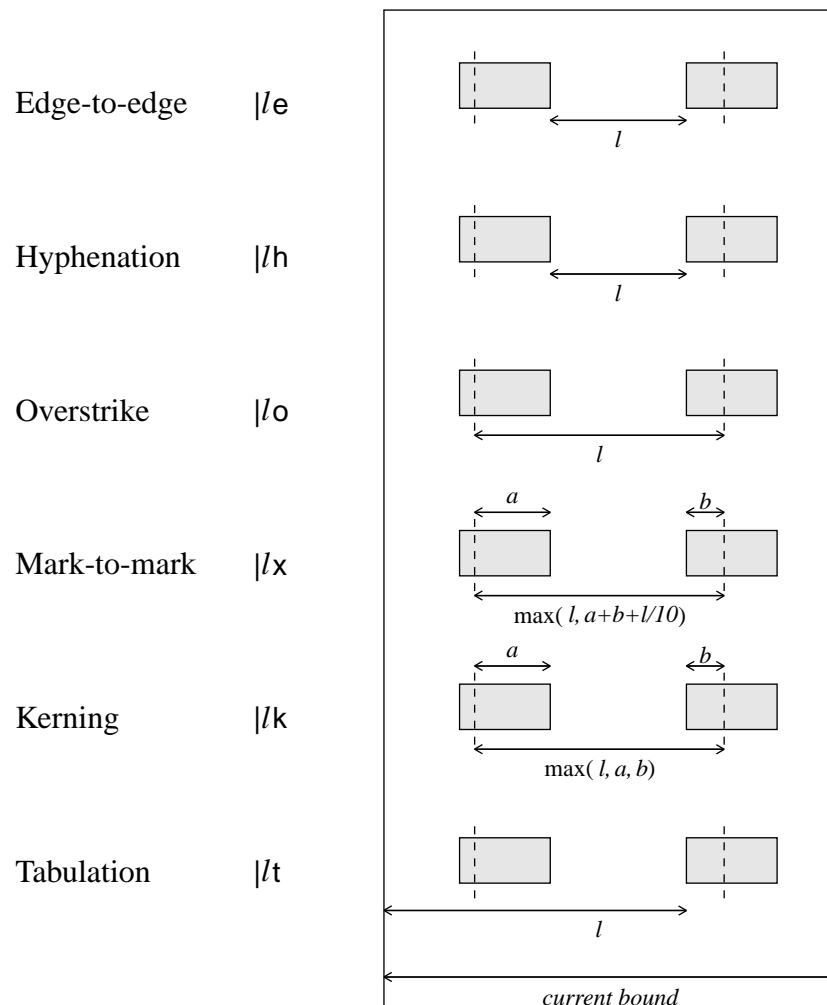 Edge-to-edge |le
l
Hyphenation |lh
l
Overstrike |lo
l
a b
Mark-to-mark |lx
max( l, a+b+l/10)
a b
Kerning |lk
max( l, a, b)
Tabulation |lt
l
current bound